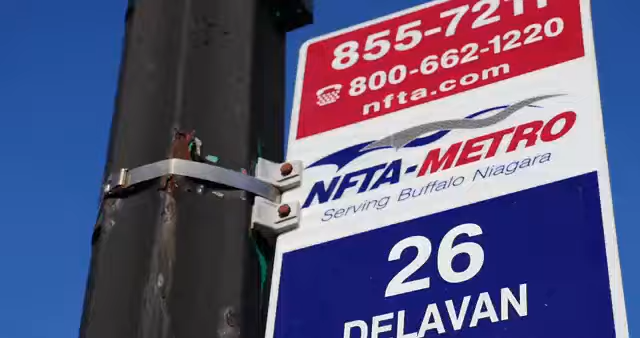 855-7211
800-662-1220
nfta.com
NFTA-METRO
Serving Buffalo Niagara
26
DELAVAN